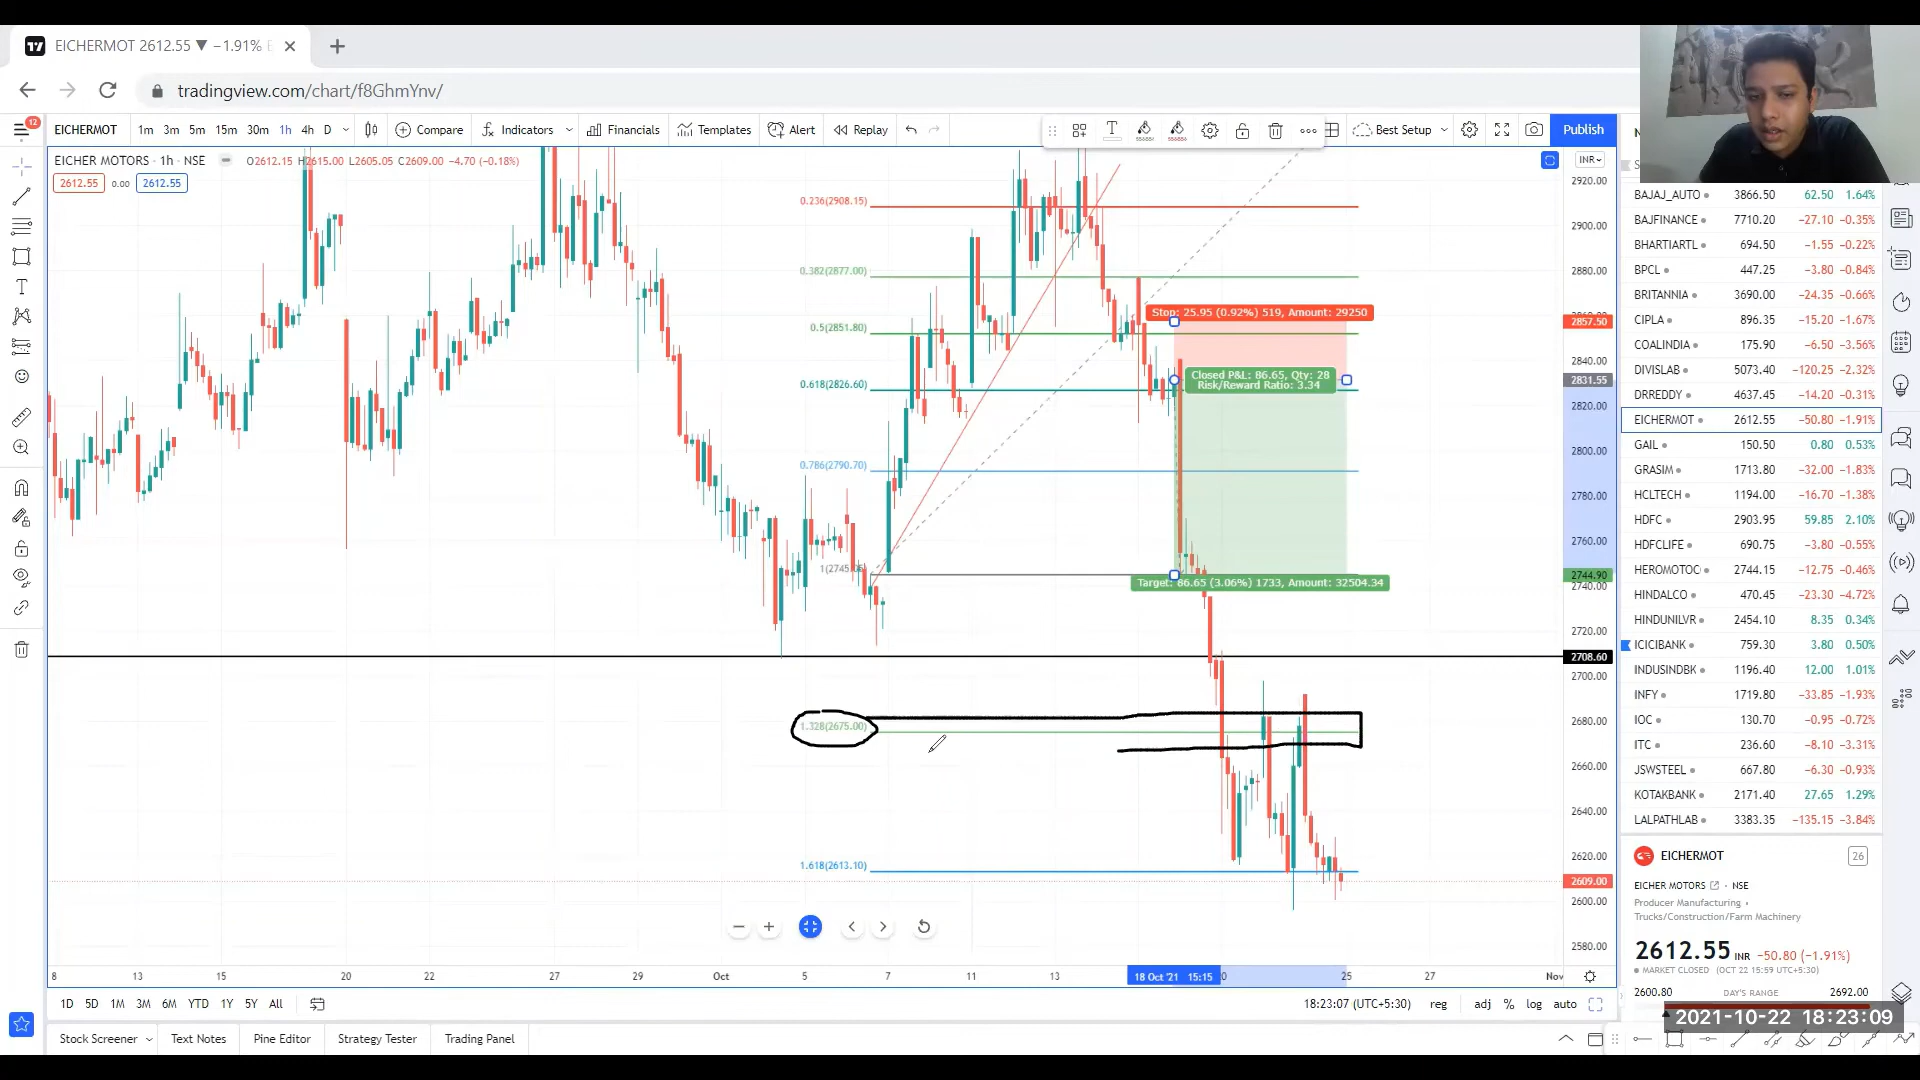 EICHERMOT 2612.55 ▼ −1.91%
tradingview.com/chart/f8GhmYnv/
12
EICHERMOT 1m 3m 5m 15m 30m 1h 4h D Compare Indicators Financials Templates Alert Replay Best Setup Publish
EICHER MOTORS · 1h · NSE O2612.15 H2615.00 L2605.05 C2609.00 −4.70 (−0.18%)
2612.55 0.00 2612.55
INR
2920.00
2900.00
2880.00
2857.50
2840.00
2831.55
2820.00
2800.00
2780.00
2760.00
2744.90
2740.00
2720.00
2708.60
2700.00
2680.00
2660.00
2640.00
2620.00
2609.00
2600.00
2580.00
0.236(2908.15)
0.382(2877.00)
0.5(2851.80)
0.618(2826.60)
0.786(2790.70)
1.328(2675.00)
1.618(2613.10)
Stop: 25.95 (0.92%) 519, Amount: 29250
Closed P&L: 86.65, Qty: 28
Risk/Reward Ratio: 3.34
Target: 86.65 (3.06%) 1733, Amount: 32504.34
8 13 15 20 22 27 29 Oct 5 7 11 13 18 Oct '21 15:15 25 27 Nov
1D 5D 1M 3M 6M YTD 1Y 5Y All 18:23:07 (UTC+5:30) reg adj % log auto
Stock Screener Text Notes Pine Editor Strategy Tester Trading Panel
BAJAJ_AUTO 3866.50 62.50 1.64%
BAJFINANCE 7710.20 −27.10 −0.35%
BHARTIARTL 694.50 −1.55 −0.22%
BPCL 447.25 −3.80 −0.84%
BRITANNIA 3690.00 −24.35 −0.66%
CIPLA 896.35 −15.20 −1.67%
COALINDIA 175.90 −6.50 −3.56%
DIVISLAB 5073.40 −120.25 −2.32%
DRREDDY 4637.45 −14.20 −0.31%
EICHERMOT 2612.55 −50.80 −1.91%
GAIL 150.50 0.80 0.53%
GRASIM 1713.80 −32.00 −1.83%
HCLTECH 1194.00 −16.70 −1.38%
HDFC 2903.95 59.85 2.10%
HDFCLIFE 690.75 −3.80 −0.55%
HEROMOTOC 2744.15 −12.75 −0.46%
HINDALCO 470.45 −23.30 −4.72%
HINDUNILVR 2454.10 8.35 0.34%
ICICIBANK 759.30 3.80 0.50%
INDUSINDBK 1196.40 12.00 1.01%
INFY 1719.80 −33.85 −1.93%
IOC 130.70 −0.95 −0.72%
ITC 236.60 −8.10 −3.31%
JSWSTEEL 667.80 −6.30 −0.93%
KOTAKBANK 2171.40 27.65 1.29%
LALPATHLAB 3383.35 −135.15 −3.84%
EICHERMOT 26
EICHER MOTORS NSE
Producer Manufacturing •
Trucks/Construction/Farm Machinery
2612.55 INR −50.80 (−1.91%)
MARKET CLOSED (OCT 22 15:59 UTC+5:30)
2600.80 DAY'S RANGE 2692.00
2021-10-22 18:23:09